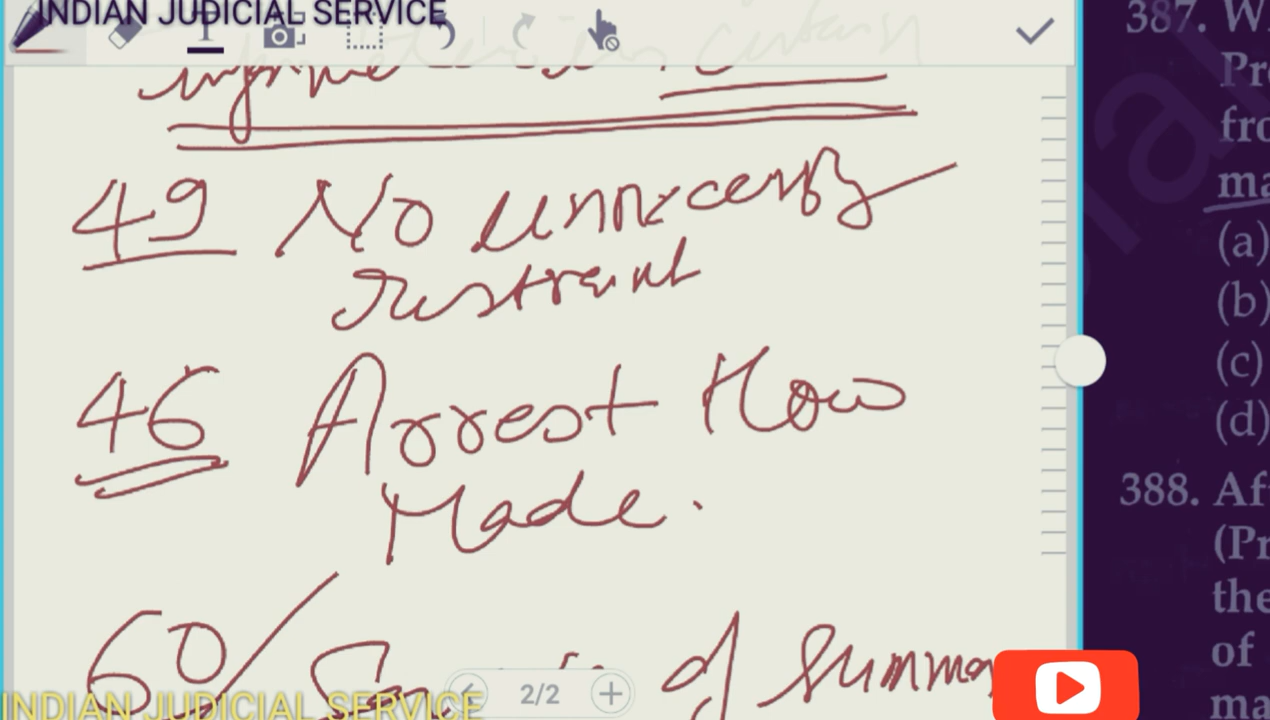 INDIAN JUDICIAL SERVICE
49 No Unnecessary
restraint
46 Arrest How
Made.
60/ of Summo
2/2
INDIAN JUDICIAL SERVICE
387. W
Pr
fro
ma
(a)
(b)
(c)
(d)
388. Af
(Pr
the
of
ma